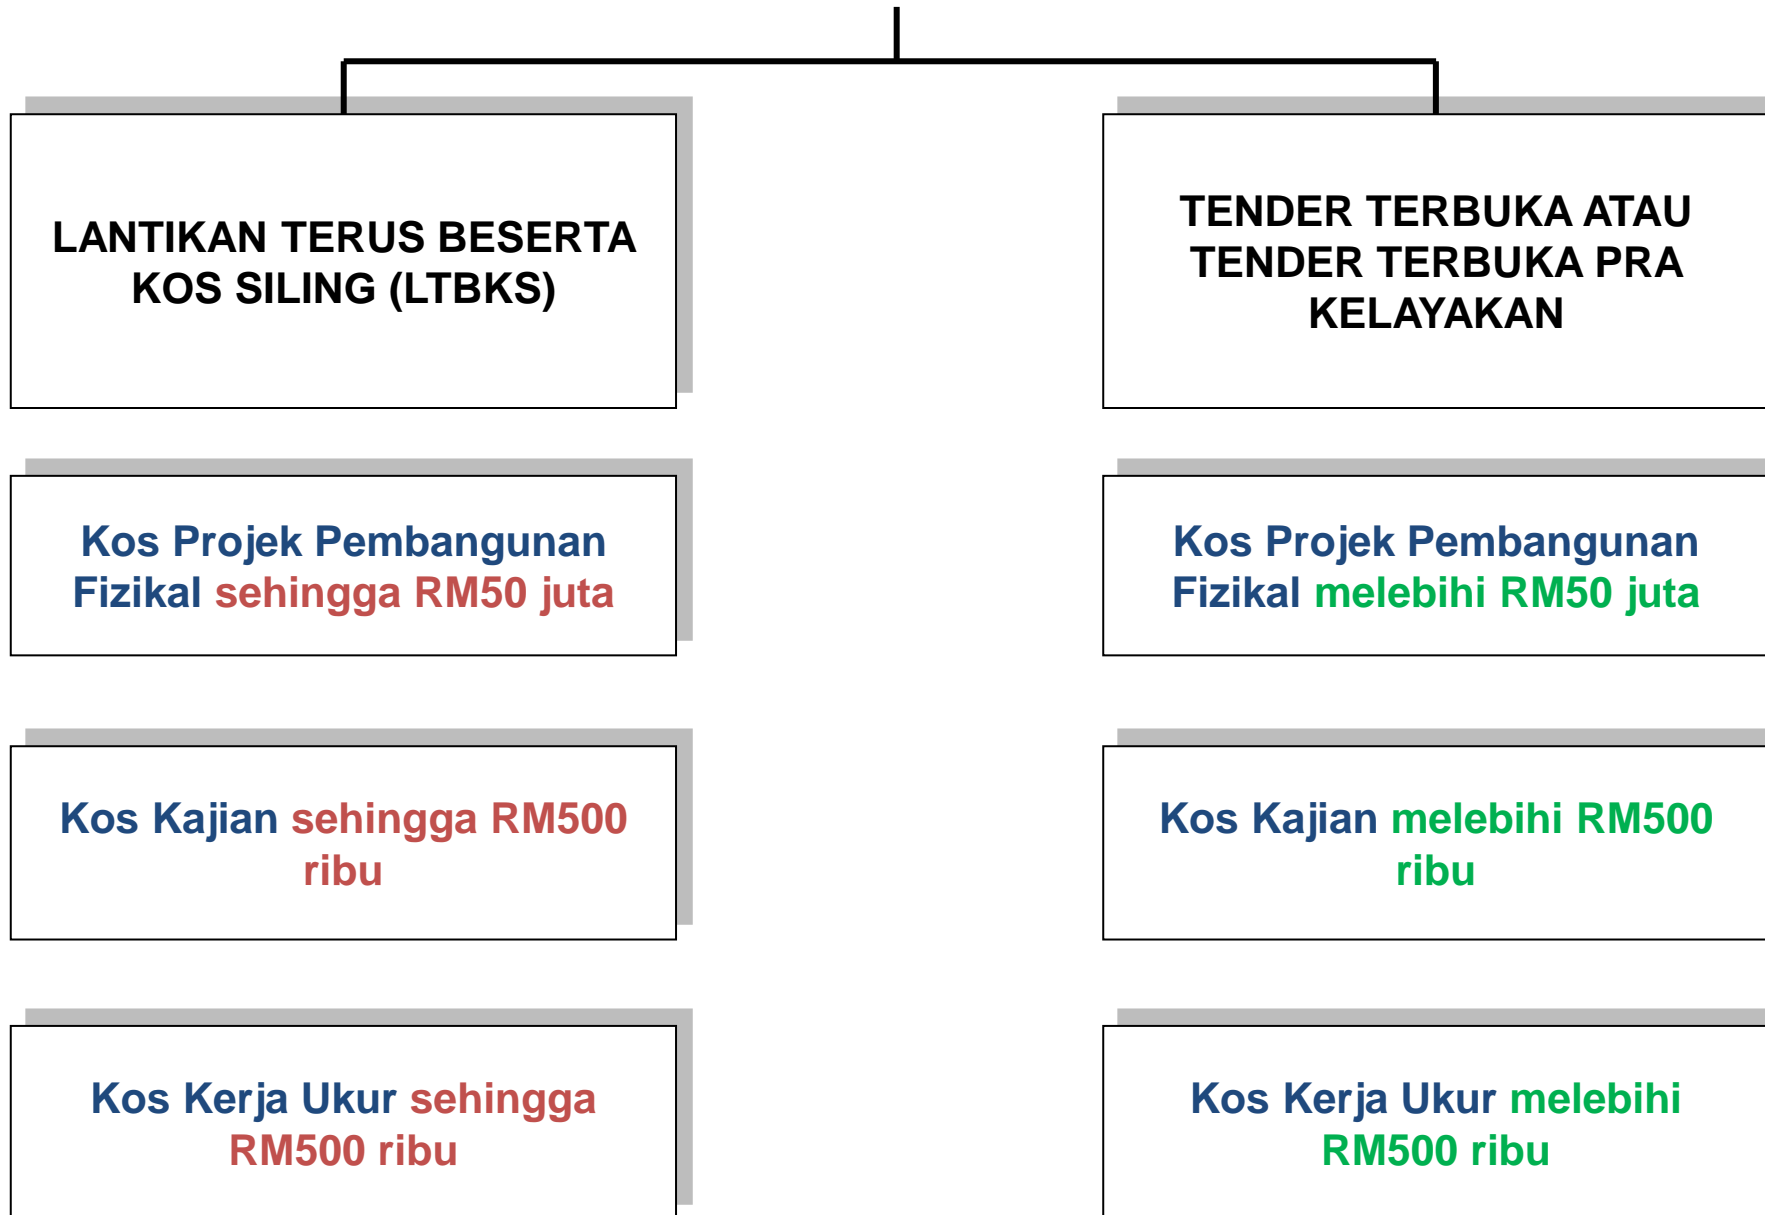 LANTIKAN TERUS BESERTA
KOS SILING (LTBKS)
TENDER TERBUKA ATAU
TENDER TERBUKA PRA
KELAYAKAN
Kos Projek Pembangunan
Fizikal sehingga RM50 juta
Kos Projek Pembangunan
Fizikal melebihi RM50 juta
Kos Kajian sehingga RM500
ribu
Kos Kajian melebihi RM500
ribu
Kos Kerja Ukur sehingga
RM500 ribu
Kos Kerja Ukur melebihi
RM500 ribu